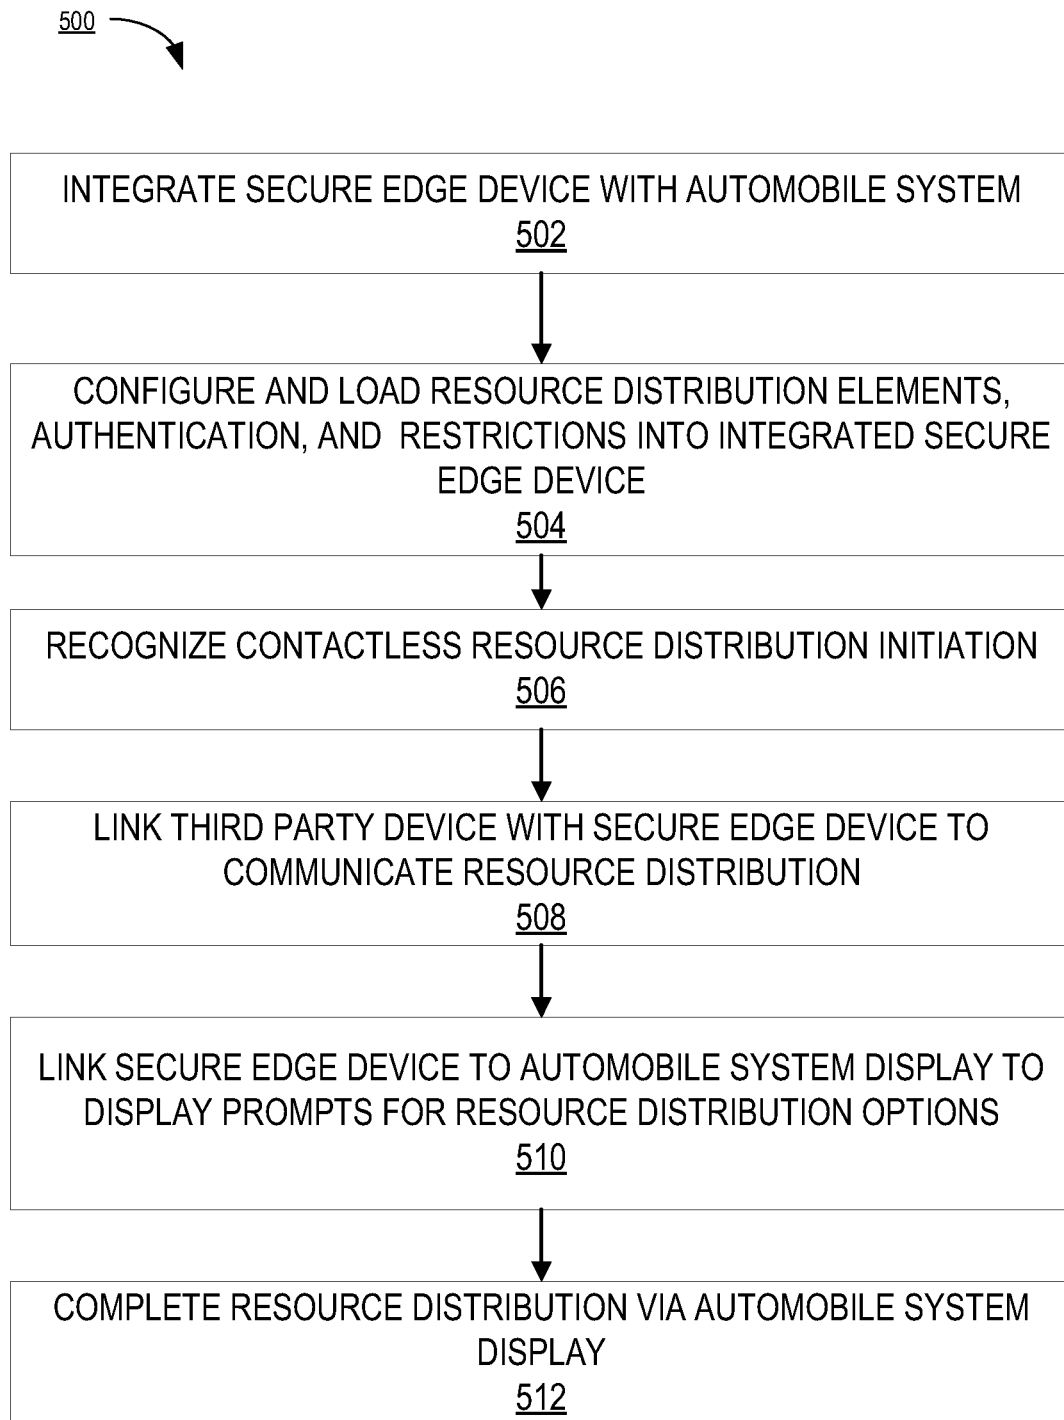 500
INTEGRATE SECURE EDGE DEVICE WITH AUTOMOBILE SYSTEM
502
CONFIGURE AND LOAD RESOURCE DISTRIBUTION ELEMENTS,
AUTHENTICATION, AND RESTRICTIONS INTO INTEGRATED SECURE
EDGE DEVICE
504
RECOGNIZE CONTACTLESS RESOURCE DISTRIBUTION INITIATION
506
LINK THIRD PARTY DEVICE WITH SECURE EDGE DEVICE TO
COMMUNICATE RESOURCE DISTRIBUTION
508
LINK SECURE EDGE DEVICE TO AUTOMOBILE SYSTEM DISPLAY TO
DISPLAY PROMPTS FOR RESOURCE DISTRIBUTION OPTIONS
510
COMPLETE RESOURCE DISTRIBUTION VIA AUTOMOBILE SYSTEM
DISPLAY
512